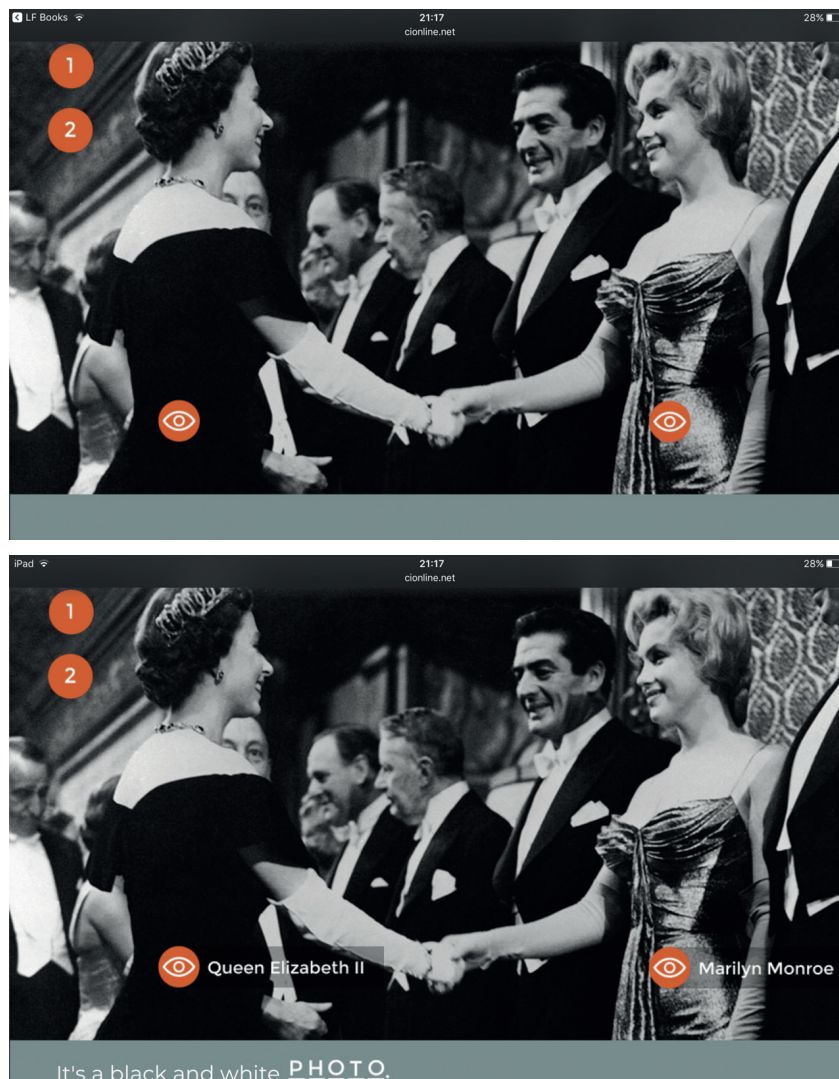 LF Books
21:17
28%
cionline.net
1
2
iPad
21:17
28%
cionline.net
1
2
Queen Elizabeth II
Marilyn Monroe
It's a black and white PHOTO.